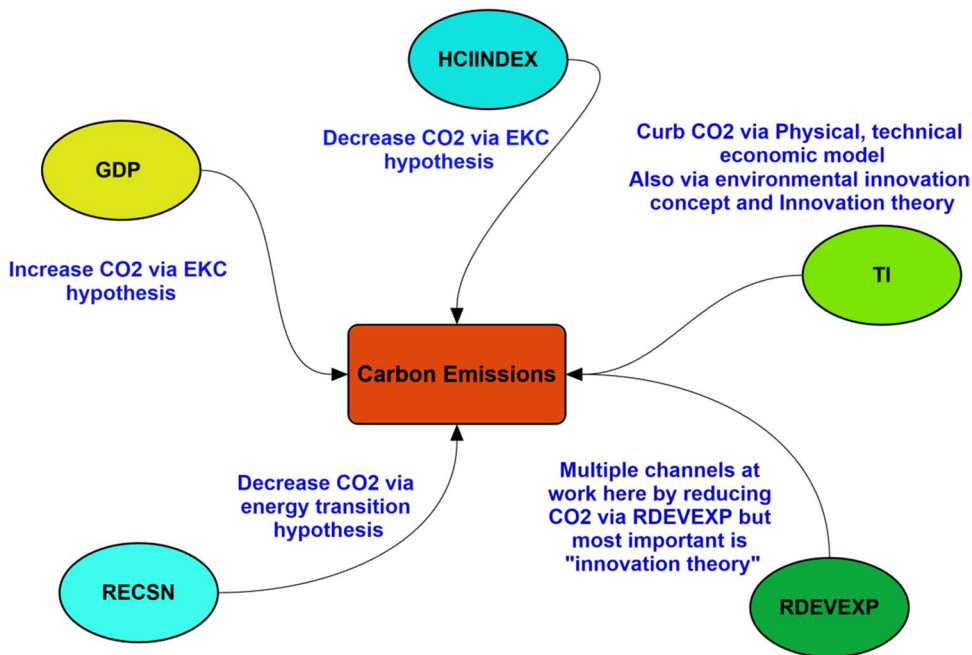 HCIINDEX
Decrease CO2 via EKC
hypothesis
Curb CO2 via Physical, technical
economic model
Also via environmental innovation
concept and Innovation theory
GDP
Increase CO2 via EKC
hypothesis
TI
Carbon Emissions
Decrease CO2 via
energy transition
hypothesis
Multiple channels at
work here by reducing
CO2 via RDEVEXP but
most important is
"innovation theory"
RECSN
RDEVEXP